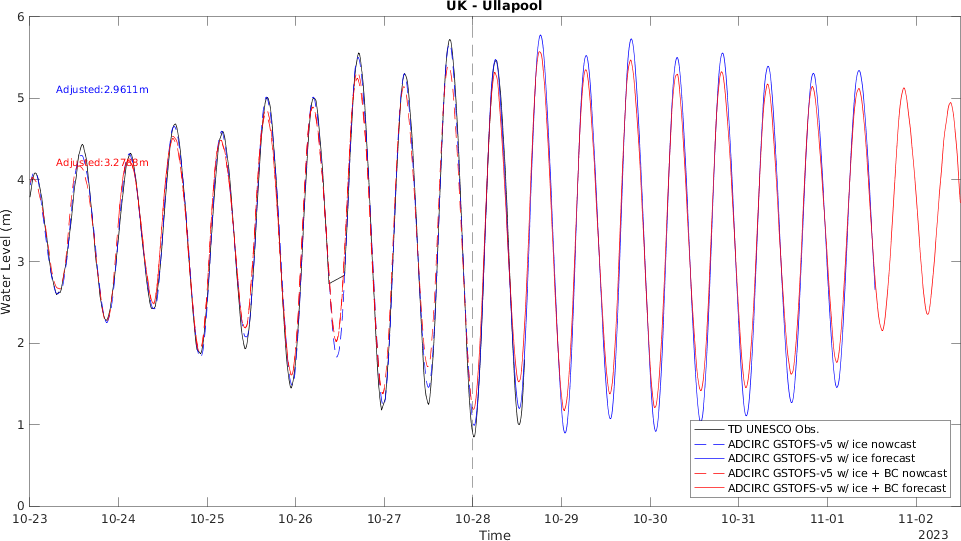 UK - Ullapool
6
5
4
3
2
1
0
Water Level (m)
Adjusted:2.9611m
Adjusted:3.2788m
TD UNESCO Obs.
ADCIRC GSTOFS-v5 w/ ice nowcast
ADCIRC GSTOFS-v5 w/ ice forecast
ADCIRC GSTOFS-v5 w/ ice + BC nowcast
ADCIRC GSTOFS-v5 w/ ice + BC forecast
10-23 10-24 10-25 10-26 10-27 10-28 10-29 10-30 10-31 11-01 11-02
Time
2023